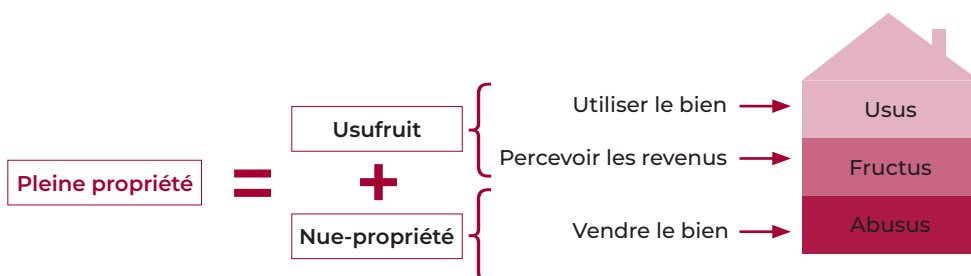 Pleine propriété
=
Usufruit
+
Nue-propriété
Utiliser le bien
Percevoir les revenus
Vendre le bien
Usus
Fructus
Abusus